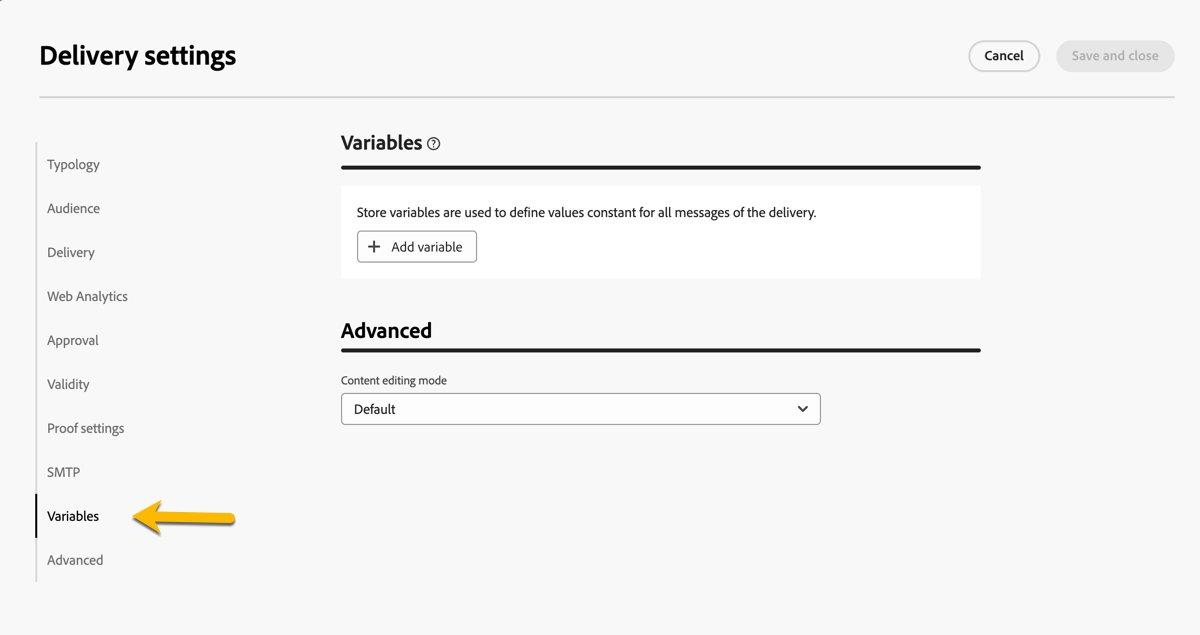 Delivery settings
Cancel
Save and close
Typology
Audience
Delivery
Web Analytics
Approval
Validity
Proof settings
SMTP
Variables
Advanced
Variables
Store variables are used to define values constant for all messages of the delivery.
Add variable
Advanced
Content editing mode
Default